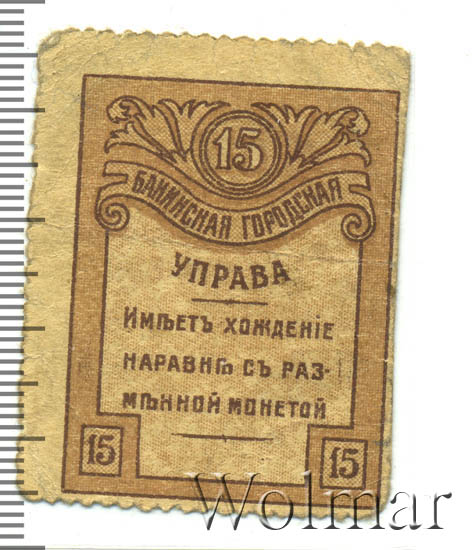 15
БАКИНСКАЯ ГОРОДСКАЯ
УПРАВА
ИМѢЕТЪ ХОЖДЕНІЕ
НАРАВНѢ СЪ РАЗ-
МѢННОЙ МОНЕТОЙ
15 15
Wolmar